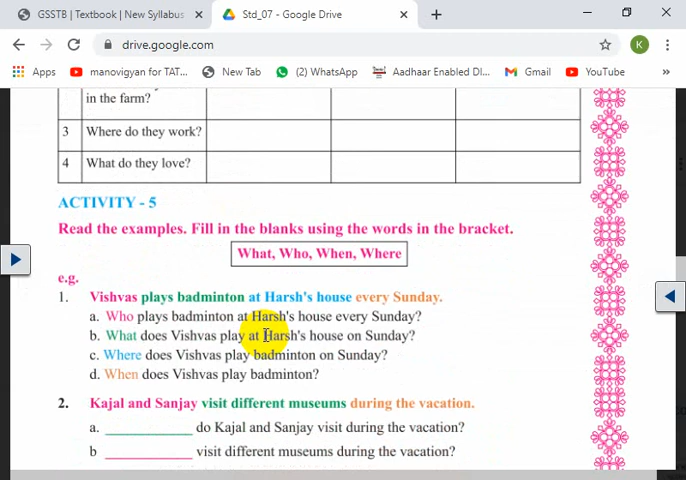 GSSTB | Textbook | New Syllabus
Std_07 - Google Drive
drive.google.com
K
Apps
manovigyan for TAT...
New Tab
(2) WhatsApp
Aadhaar Enabled DI...
Gmail
YouTube
in the farm?
3 Where do they work?
4 What do they love?
ACTIVITY - 5
Read the examples. Fill in the blanks using the words in the bracket.
What, Who, When, Where
e.g.
1. Vishvas plays badminton at Harsh's house every Sunday.
a. Who plays badminton at Harsh's house every Sunday?
b. What does Vishvas play at Harsh's house on Sunday?
c. Where does Vishvas play badminton on Sunday?
d. When does Vishvas play badminton?
2. Kajal and Sanjay visit different museums during the vacation.
a. ____________ do Kajal and Sanjay visit during the vacation?
b ____________ visit different museums during the vacation?